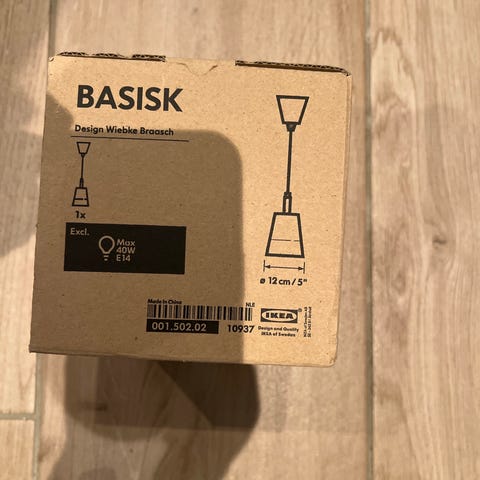 BASISK
Design Wiebke Braasch
1x
Excl.
Max
40W
E14
ø 12 cm / 5"
Made in China
NLE
001.502.02 10937
IKEA
Design and Quality
IKEA of Sweden